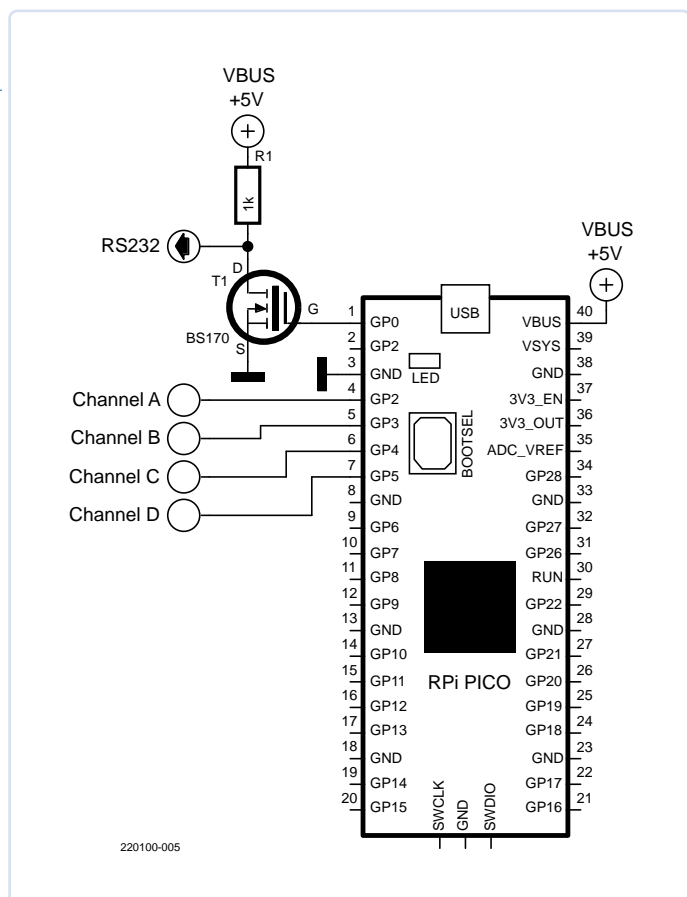 VBUS
+5V
R1
1k
RS232
D
T1
G
BS170
S
VBUS
+5V
USB
LED
BOOTSEL
RPi PICO
Channel A
Channel B
Channel C
Channel D
1 GP0
2 GP2
3 GND
4 GP2
5 GP3
6 GP4
7 GP5
8 GND
9 GP6
10 GP7
11 GP8
12 GP9
13 GND
14 GP10
15 GP11
16 GP12
17 GP13
18 GND
19 GP14
20 GP15
VBUS 40
VSYS 39
GND 38
3V3_EN 37
3V3_OUT 36
ADC_VREF 35
GP28 34
GND 33
GP27 32
GP26 31
RUN 30
GP22 29
GND 28
GP21 27
GP20 26
GP19 25
GP18 24
GND 23
GP17 22
GP16 21
SWCLK
GND
SWDIO
220100-005